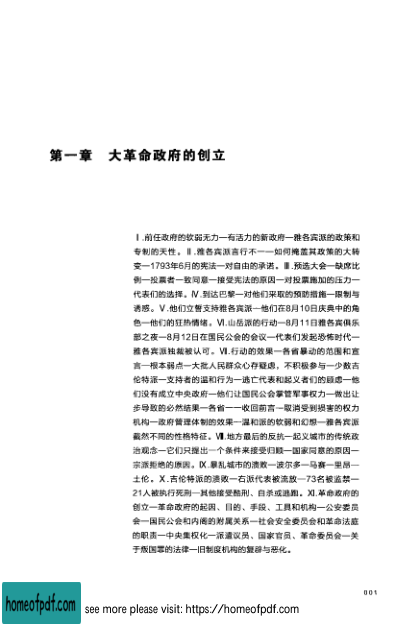 第一章　大革命政府的创立
Ⅰ.前任政府的软弱无力—有活力的新政府—雅各宾派的政策和
专制的天性。Ⅱ.雅各宾派言行不一—如何掩盖其政策的大转
变—1793年6月的宪法—对自由的承诺。Ⅲ.预选大会—缺席比
例—投票者一致同意—接受宪法的原因—对投票施加的压力—
代表们的选择。Ⅳ.到达巴黎—对他们采取的预防措施—限制与
诱惑。Ⅴ.他们立誓支持雅各宾派—他们在8月10日庆典中的角
色—他们的狂热情绪。Ⅵ.山岳派的行动—8月11日雅各宾俱乐
部之夜—8月12日在国民公会的会议—代表们发起恐怖时代—
雅各宾派独裁被认可。Ⅶ.行动的效果—各省暴动的范围和宣
言—根本弱点—大批人民群众心存疑虑，不积极参与—少数吉
伦特派—支持者的温和行为—逃亡代表和起义者们的顾虑—他
们没有成立中央政府—他们让国民公会掌管军事权力—做出让
步导致的必然结果—各省一一收回前言—取消受到损害的权力
机构—政府管理体制的效果—温和派的软弱和幻想—雅各宾派
截然不同的性格特征。Ⅷ.地方最后的反抗—起义城市的传统政
治观念—它们只提出一个条件来接受归顺—国家同意的原因—
宗派拒绝的原因。Ⅸ.暴乱城市的溃败—波尔多—马赛—里昂—
土伦。Ⅹ.吉伦特派的溃败—右派代表被流放—73名被监禁—
21人被执行死刑—其他接受酷刑、自杀或逃跑。Ⅺ.革命政府的
创立—革命政府的起因、目的、手段、工具和机构—公安委员
会—国民公会和内阁的附属关系—社会安全委员会和革命法庭
的职责—中央集权化—派遣议员、国家官员、革命委员会—关
于叛国罪的法律—旧制度机构的复辟与恶化。
001
homeofpdf.com
see more please visit: https://homeofpdf.com